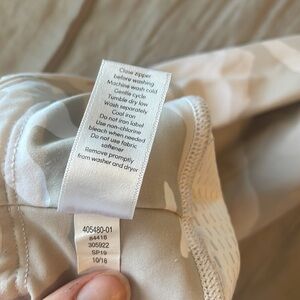 Close zipper
before washing
Machine wash cold
Gentle cycle
Tumble dry low
Wash separately
Cool iron
Do not iron label
Use non-chlorine
bleach when needed
Do not use fabric
softener
Remove promptly
from washer and dryer
405480-01
84416
305922
SP19
10/18